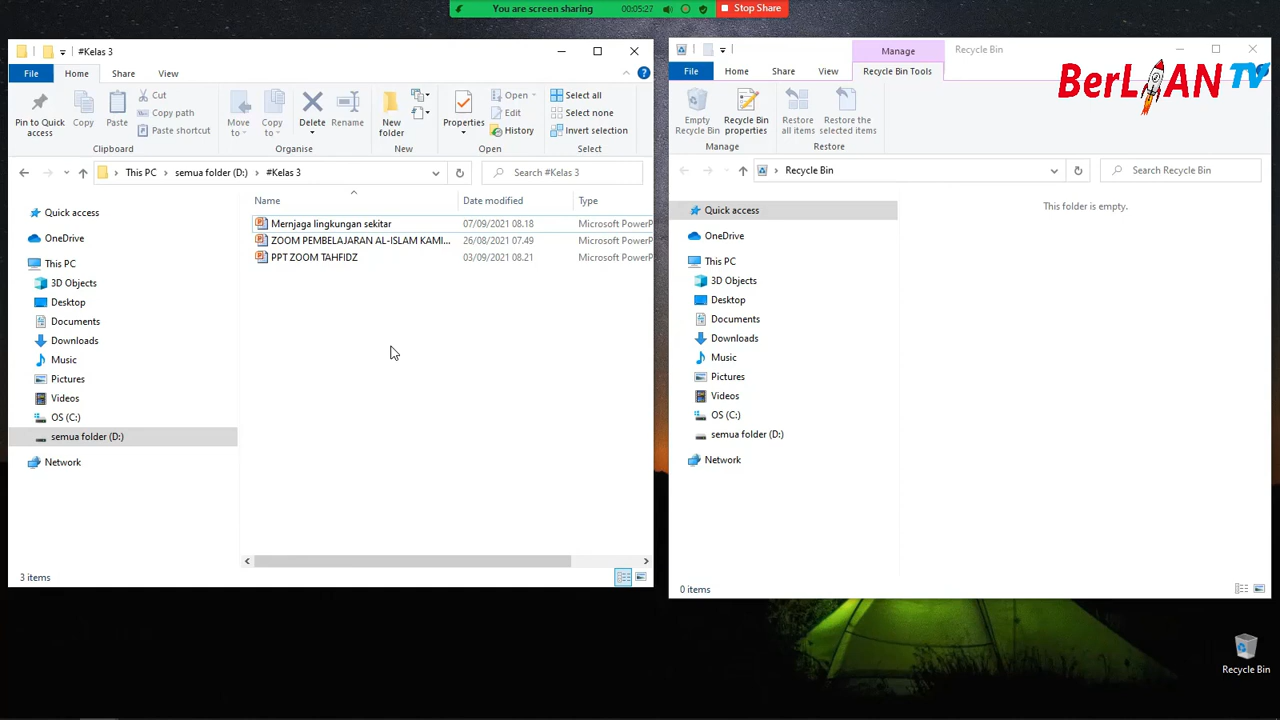 You are screen sharing
00:05:27
Stop Share
#Kelas 3
File
Home
Share
View
Pin to Quick access
Copy
Paste
Cut
Copy path
Paste shortcut
Clipboard
Move to
Copy to
Delete
Rename
Organise
New folder
New
Properties
Open
Edit
History
Open
Select all
Select none
Invert selection
Select
This PC
semua folder (D:)
#Kelas 3
Search #Kelas 3
Name
Date modified
Type
Mernjaga lingkungan sekitar 07/09/2021 08.18 Microsoft PowerP
ZOOM PEMBELAJARAN AL-ISLAM KAMI... 26/08/2021 07.49 Microsoft PowerP
PPT ZOOM TAHFIDZ 03/09/2021 08.21 Microsoft PowerP
Quick access
OneDrive
This PC
3D Objects
Desktop
Documents
Downloads
Music
Pictures
Videos
OS (C:)
semua folder (D:)
Network
3 items
Manage
Recycle Bin
File
Home
Share
View
Recycle Bin Tools
BerLIAN TV
Empty Recycle Bin
Recycle Bin properties
Manage
Restore all items
Restore the selected items
Restore
Recycle Bin
Search Recycle Bin
This folder is empty.
Quick access
OneDrive
This PC
3D Objects
Desktop
Documents
Downloads
Music
Pictures
Videos
OS (C:)
semua folder (D:)
Network
0 items
Recycle Bin